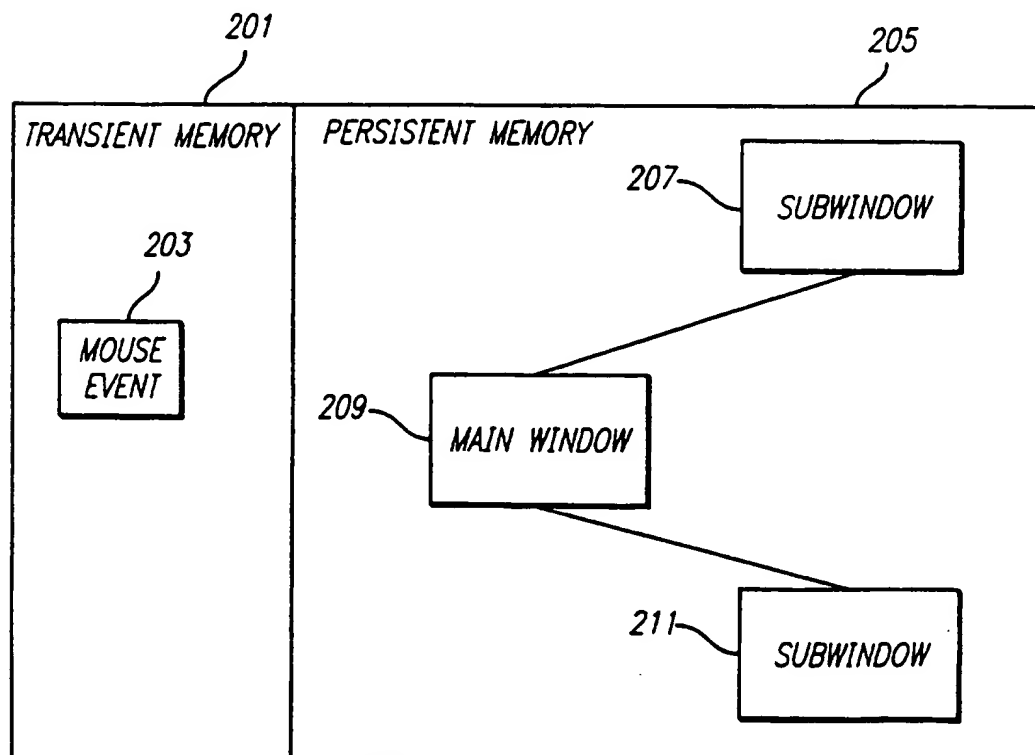 201
205
TRANSIENT MEMORY
PERSISTENT MEMORY
207
SUBWINDOW
203
MOUSE
EVENT
209
MAIN WINDOW
211
SUBWINDOW